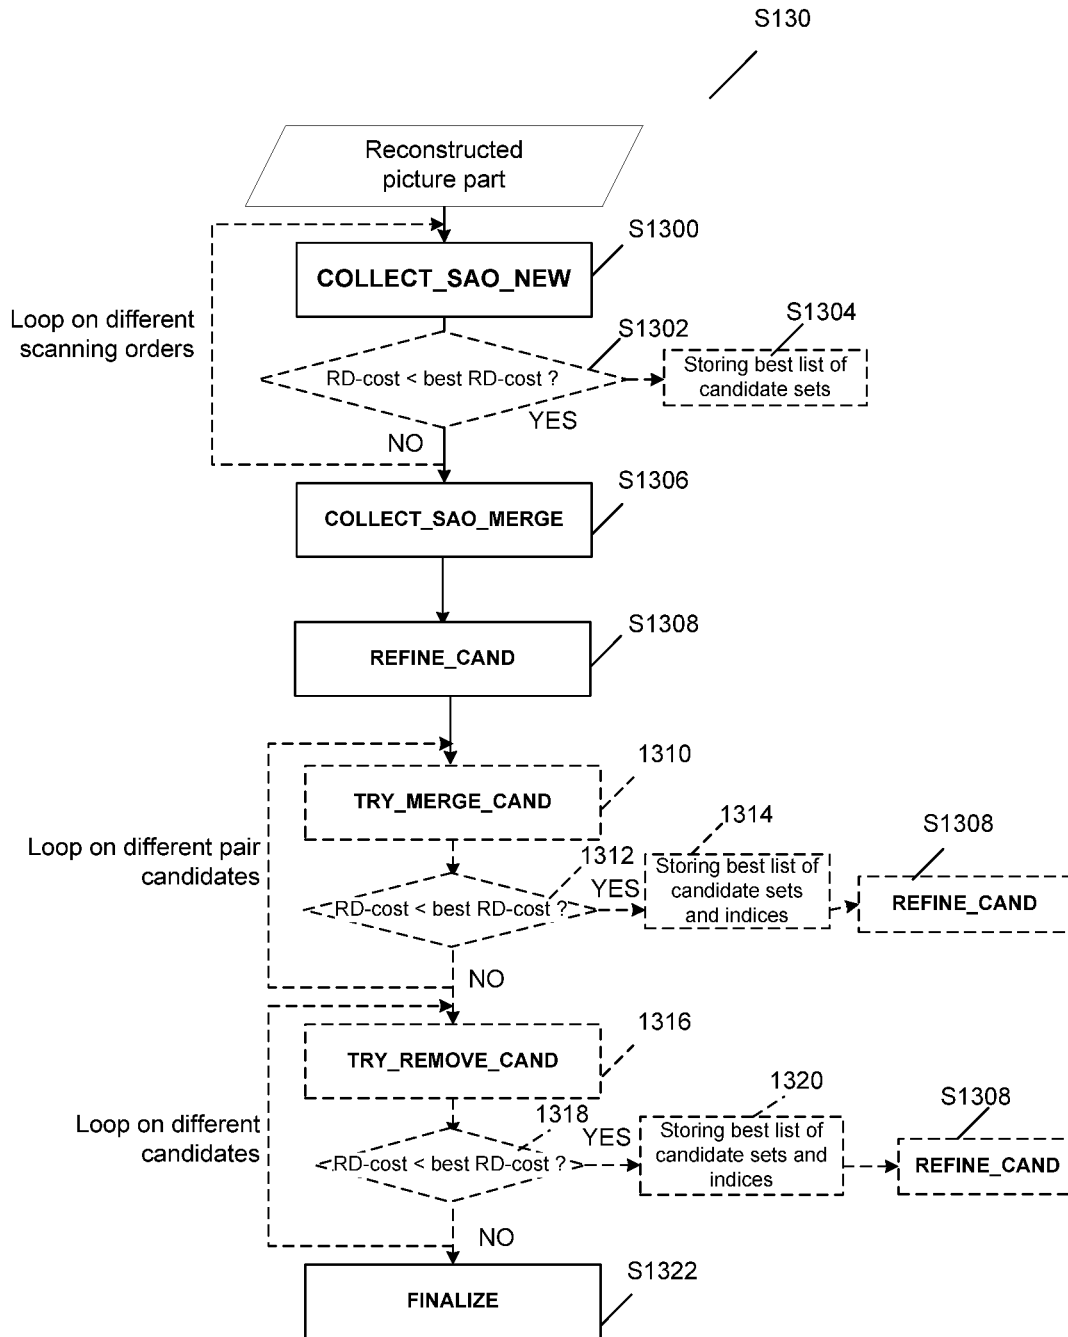 S130
Reconstructed
picture part
S1300
COLLECT_SAO_NEW
Loop on different
scanning orders
S1302
S1304
RD-cost < best RD-cost ?
Storing best list of
candidate sets
YES
NO
S1306
COLLECT_SAO_MERGE
S1308
REFINE_CAND
1310
TRY_MERGE_CAND
Loop on different pair
candidates
1312
1314
S1308
RD-cost < best RD-cost ?
YES
Storing best list of
candidate sets
and indices
REFINE_CAND
NO
1316
TRY_REMOVE_CAND
Loop on different
candidates
1318
1320
S1308
RD-cost < best RD-cost ?
YES
Storing best list of
candidate sets and
indices
REFINE_CAND
NO
S1322
FINALIZE